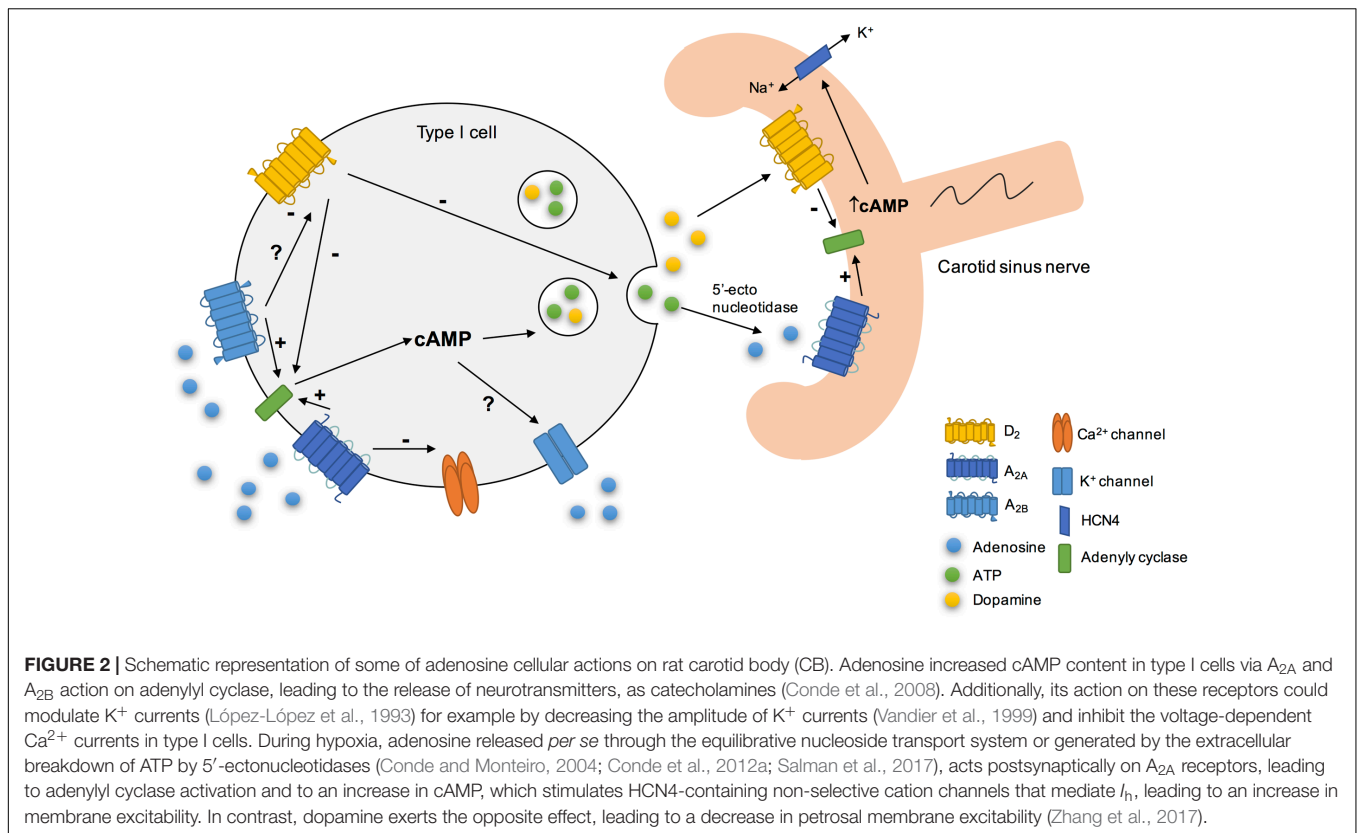 K⁺
Na⁺
Type I cell
-
-
?
-
-
↑cAMP
+
Carotid sinus nerve
5'-ecto
nucleotidase
+
cAMP
+
?
-
D₂
A₂A
A₂B
Adenosine
ATP
Dopamine
Ca²⁺ channel
K⁺ channel
HCN4
Adenyly cyclase
FIGURE 2 | Schematic representation of some of adenosine cellular actions on rat carotid body (CB). Adenosine increased cAMP content in type I cells via A₂A and
A₂B action on adenylyl cyclase, leading to the release of neurotransmitters, as catecholamines (Conde et al., 2008). Additionally, its action on these receptors could
modulate K⁺ currents (López-López et al., 1993) for example by decreasing the amplitude of K⁺ currents (Vandier et al., 1999) and inhibit the voltage-dependent
Ca²⁺ currents in type I cells. During hypoxia, adenosine released per se through the equilibrative nucleoside transport system or generated by the extracellular
breakdown of ATP by 5′-ectonucleotidases (Conde and Monteiro, 2004; Conde et al., 2012a; Salman et al., 2017), acts postsynaptically on A₂A receptors, leading
to adenylyl cyclase activation and to an increase in cAMP, which stimulates HCN4-containing non-selective cation channels that mediate Iₕ, leading to an increase in
membrane excitability. In contrast, dopamine exerts the opposite effect, leading to a decrease in petrosal membrane excitability (Zhang et al., 2017).